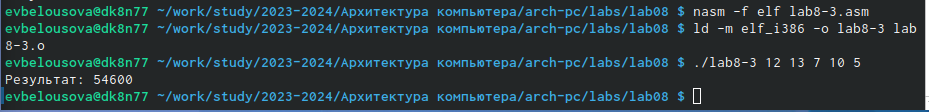 evbelousova@dk8n77 ~/work/study/2023-2024/Архитектура компьютера/arch-pc/labs/lab08 $ nasm -f elf lab8-3.asm
evbelousova@dk8n77 ~/work/study/2023-2024/Архитектура компьютера/arch-pc/labs/lab08 $ ld -m elf_i386 -o lab8-3 lab
8-3.o
evbelousova@dk8n77 ~/work/study/2023-2024/Архитектура компьютера/arch-pc/labs/lab08 $ ./lab8-3 12 13 7 10 5
Результат: 54600
evbelousova@dk8n77 ~/work/study/2023-2024/Архитектура компьютера/arch-pc/labs/lab08 $